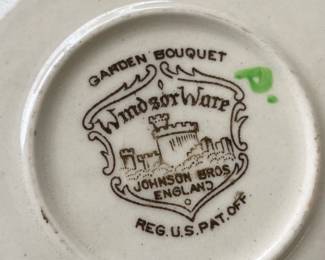 GARDEN BOUQUET
Windsor Ware
JOHNSON BROS
ENGLAND
REG. U.S. PAT. OFF.
P.